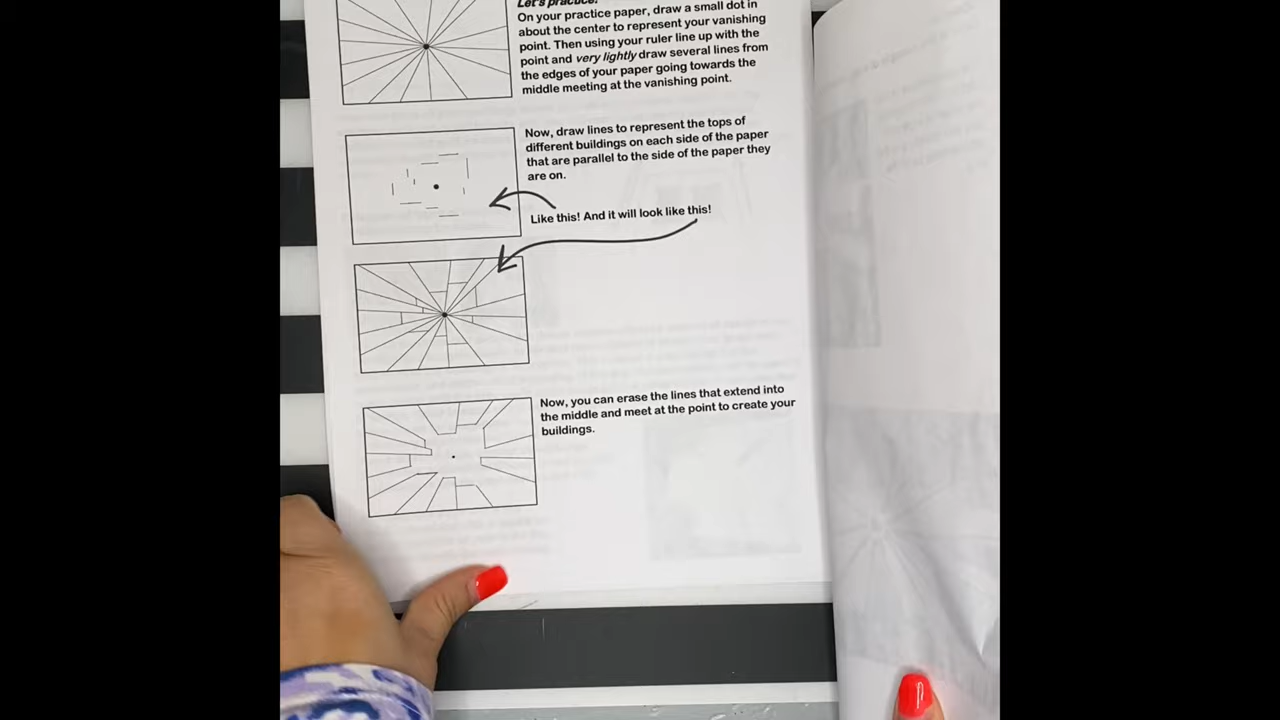 Let's practice!
On your practice paper, draw a small dot in
about the center to represent your vanishing
point. Then using your ruler line up with the
point and very lightly draw several lines from
the edges of your paper going towards the
middle meeting at the vanishing point.
Now, draw lines to represent the tops of
different buildings on each side of the paper
that are parallel to the side of the paper they
are on.
Like this! And it will look like this!
Now, you can erase the lines that extend into
the middle and meet at the point to create your
buildings.